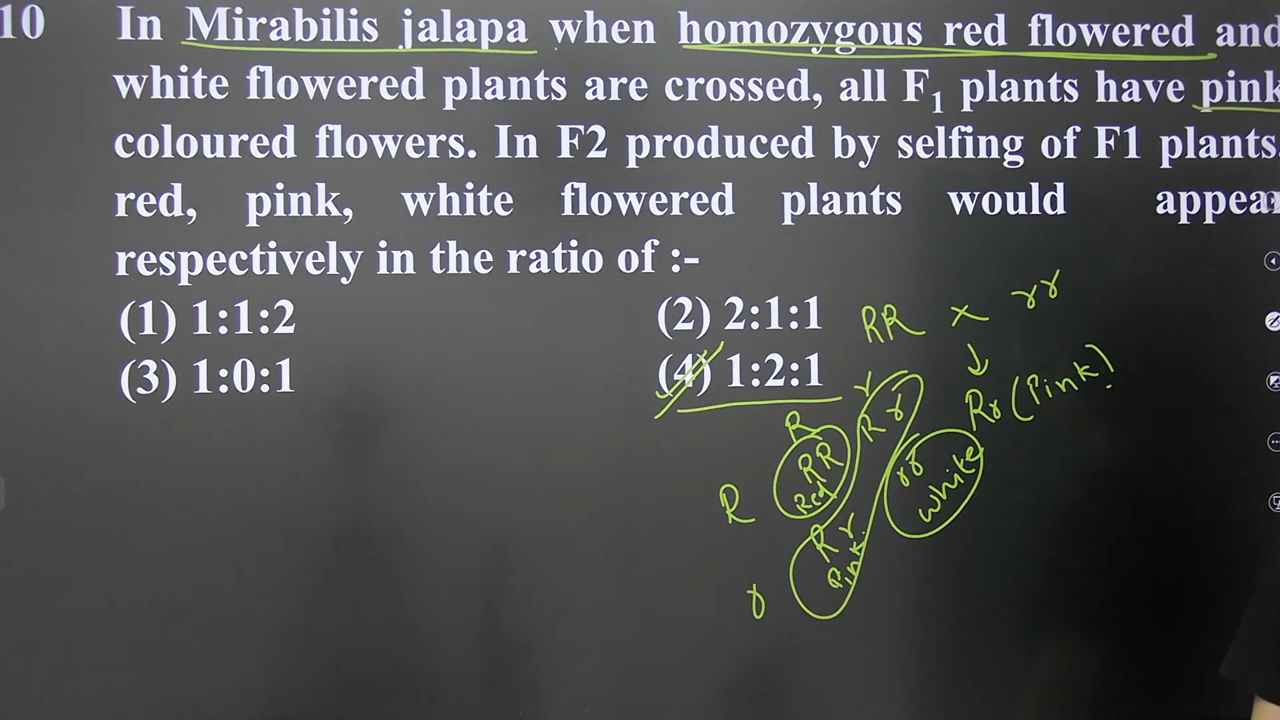 10 In Mirabilis jalapa when homozygous red flowered and
white flowered plants are crossed, all F1 plants have pink
coloured flowers. In F2 produced by selfing of F1 plants.
red, pink, white flowered plants would appear
respectively in the ratio of :-
(1) 1:1:2 (2) 2:1:1
(3) 1:0:1 (4) 1:2:1
RR × rr
↓
Rr (Pink)
R r
R RR Red Rr
r Rr Pink rr white